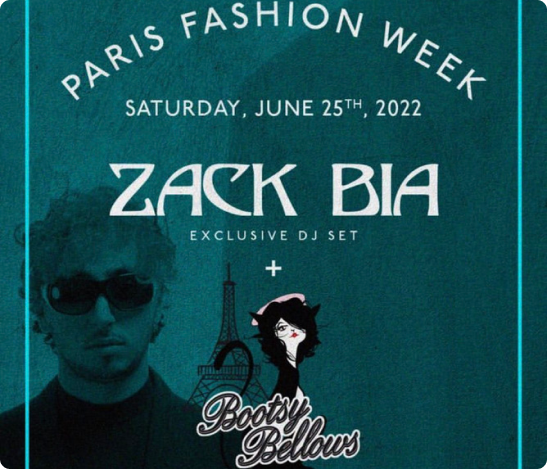 PARIS FASHION WEEK
SATURDAY, JUNE 25TH, 2022
ZACK BIA
EXCLUSIVE DJ SET
+
Bootsy
Bellows